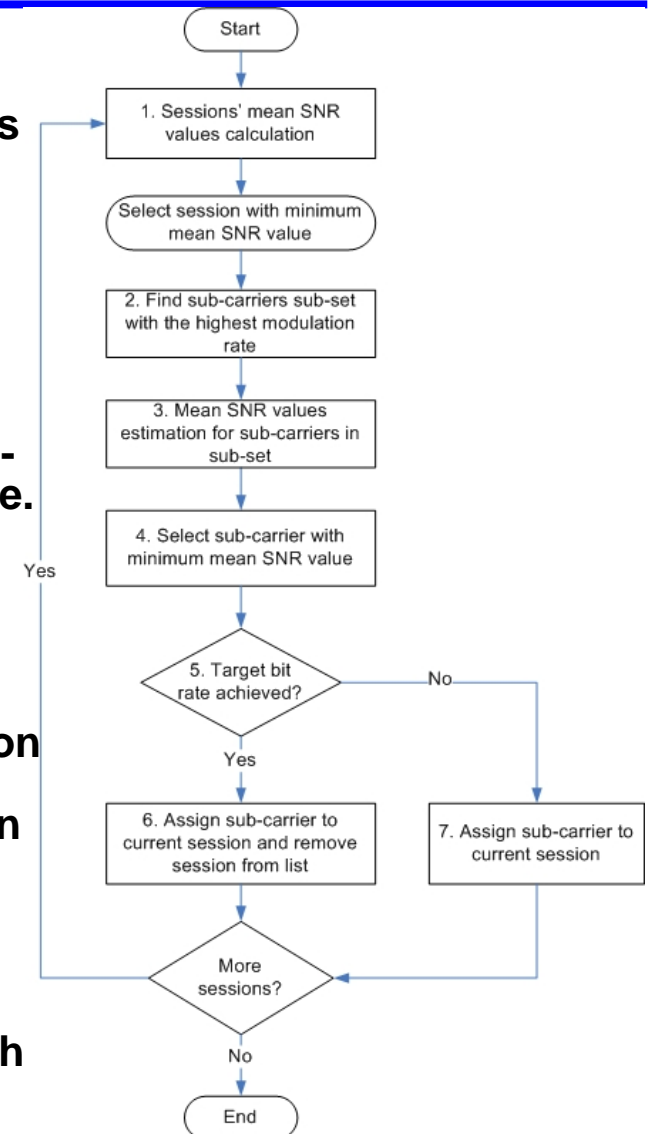 Start
s
1. Sessions' mean SNR
values calculation
Select session with minimum
mean SNR value
2. Find sub-carriers sub-set
with the highest modulation
rate
3. Mean SNR values
estimation for sub-carriers in
sub-set
-
e.
4. Select sub-carrier with
minimum mean SNR value
Yes
5. Target bit
rate achieved?
No
on
Yes
n
6. Assign sub-carrier to
current session and remove
session from list
7. Assign sub-carrier to
current session
More
sessions?
h
No
End